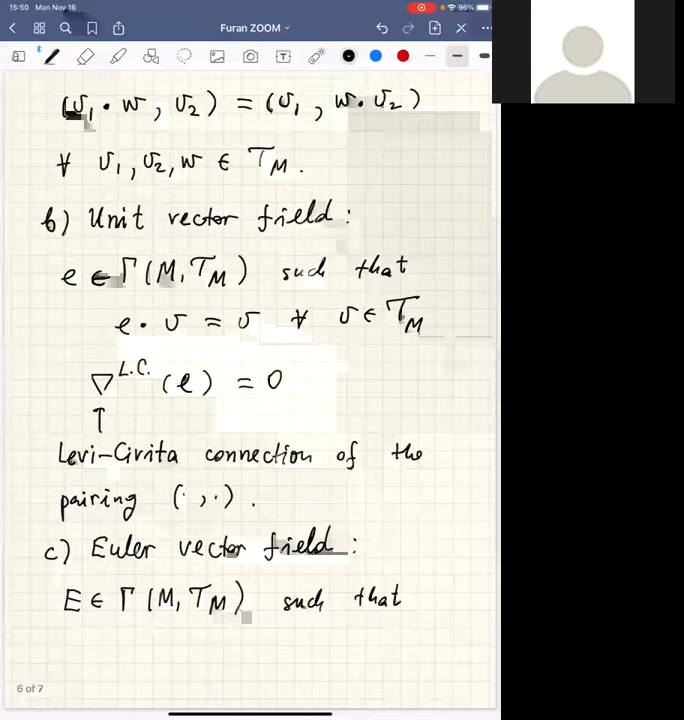 15:50 Mon Nov 16
96%
Furan ZOOM
(v₁ • w, v₂) = (v₁, w • v₂)
∀ v₁, v₂, w ∈ T_M.
b) Unit vector field:
e ∈ Γ(M, T_M) such that
e • v = v ∀ v ∈ T_M
∇^L.C. (e) = 0
↑
Levi-Civita connection of the
pairing (·,·).
c) Euler vector field:
E ∈ Γ(M, T_M) such that
6 of 7